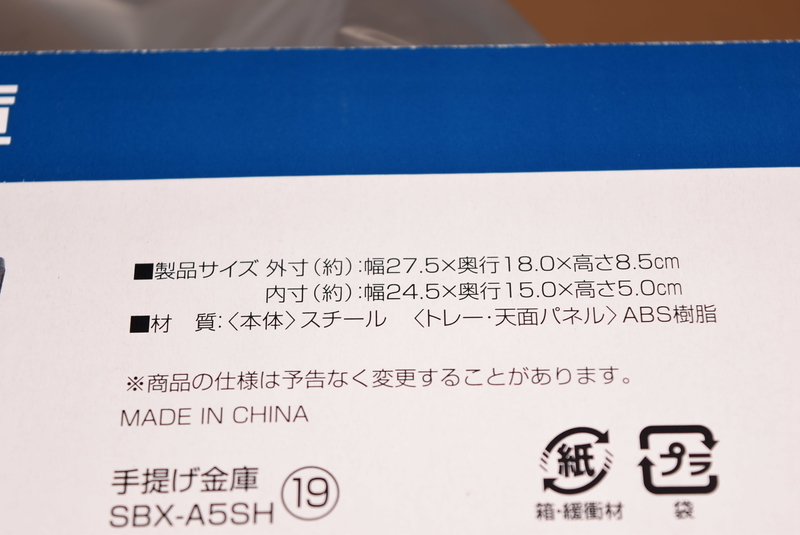 ■製品サイズ 外寸(約):幅27.5×奥行18.0×高さ8.5cm
内寸(約):幅24.5×奥行15.0×高さ5.0cm
■材 質:〈本体〉スチール 〈トレー・天面パネル〉ABS樹脂
※商品の仕様は予告なく変更することがあります。
MADE IN CHINA
手提げ金庫 ⑲
SBX-A5SH
紙
箱・緩衝材
プラ
袋